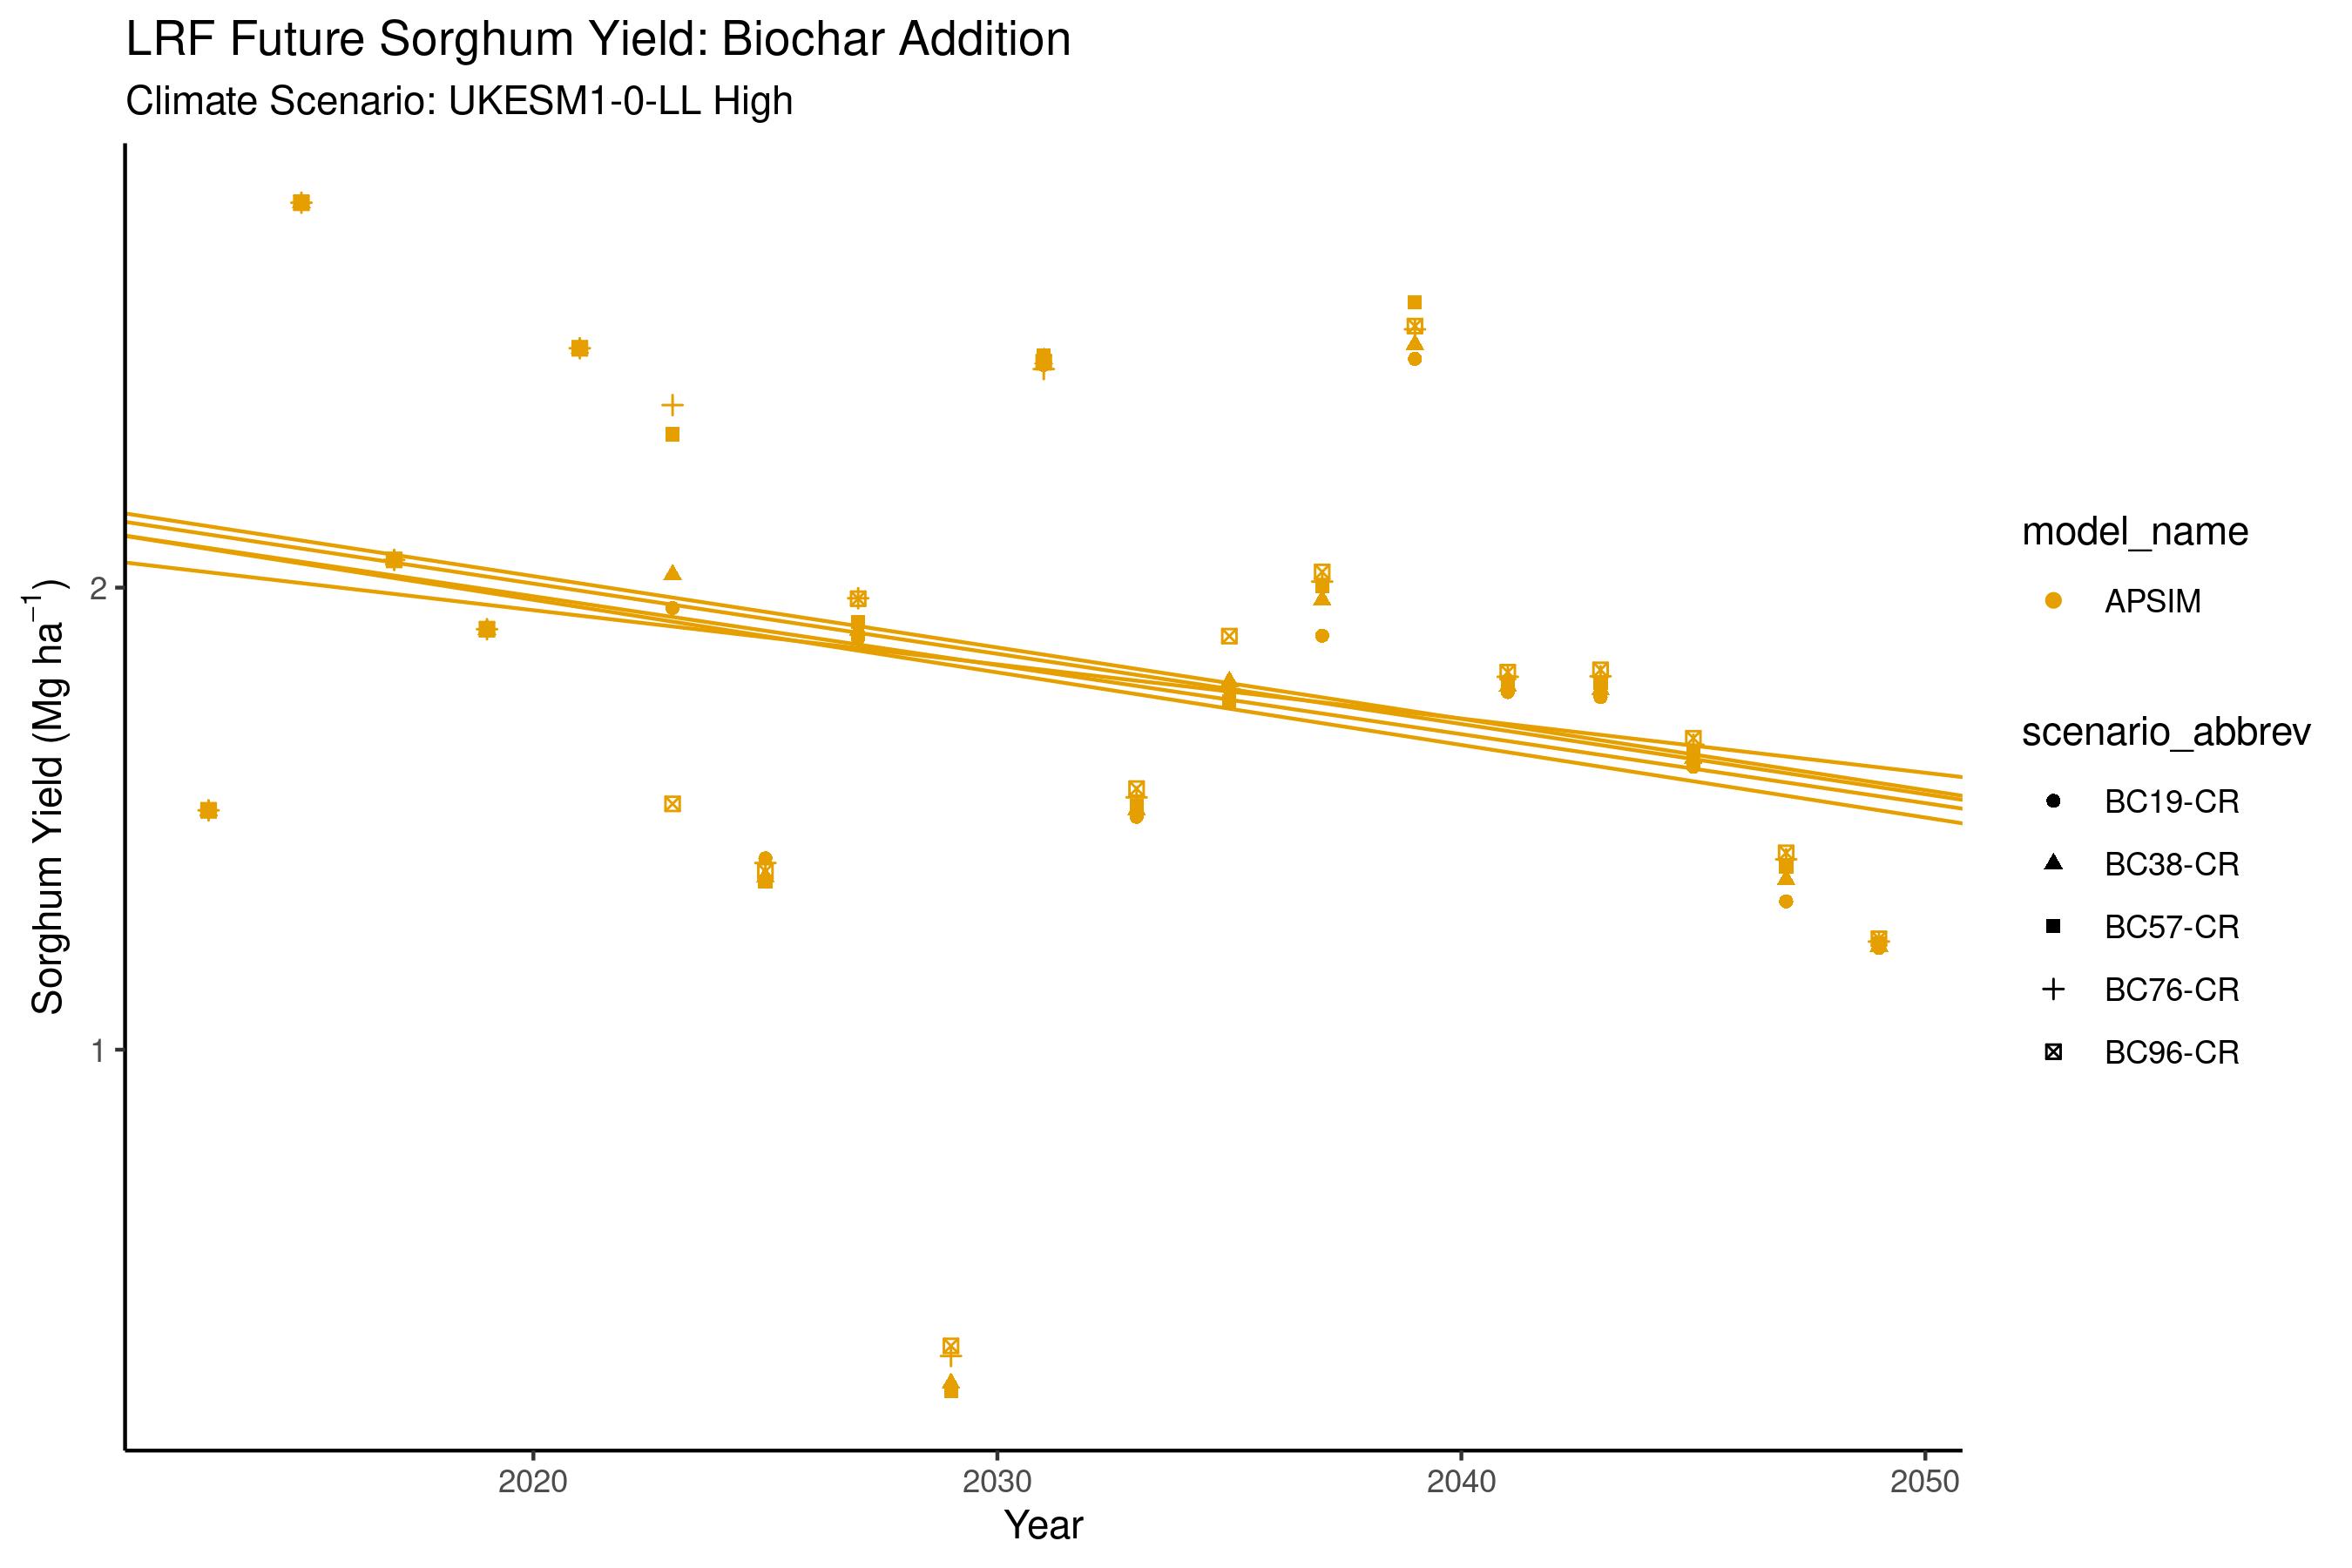 LRF Future Sorghum Yield: Biochar Addition
Climate Scenario: UKESM1-0-LL High
Sorghum Yield (Mg ha⁻¹)
2
1
2020
2030
2040
2050
Year
model_name
APSIM
scenario_abbrev
BC19-CR
BC38-CR
BC57-CR
BC76-CR
BC96-CR